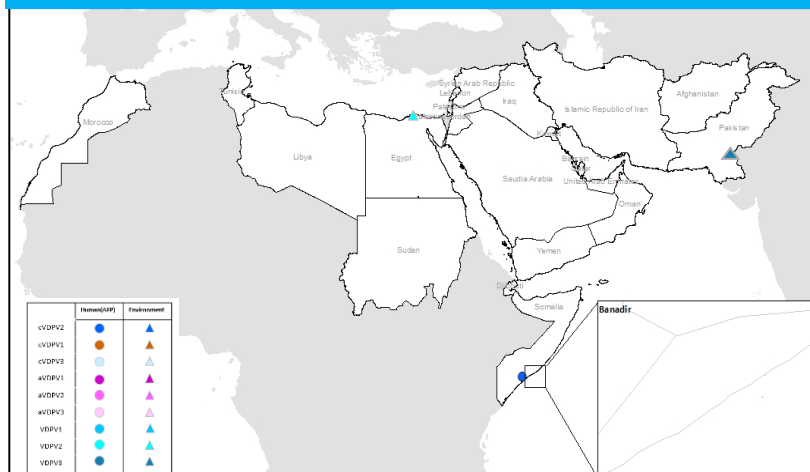 Tunisia
Syrian Arab Republic
Lebanon
Iraq
Islamic Republic of Iran
Afghanistan
Pakistan
Morocco
Libya
Egypt
Saudia Arabia
Bahrain
Qatar
United Arab Emirates
Oman
Sudan
Yemen
Djibouti
Somalia
Banadir
Human(AFP) Environment
cVDPV2
cVDPV1
cVDPV3
aVDPV1
aVDPV2
aVDPV3
VDPV1
VDPV2
VDPV3